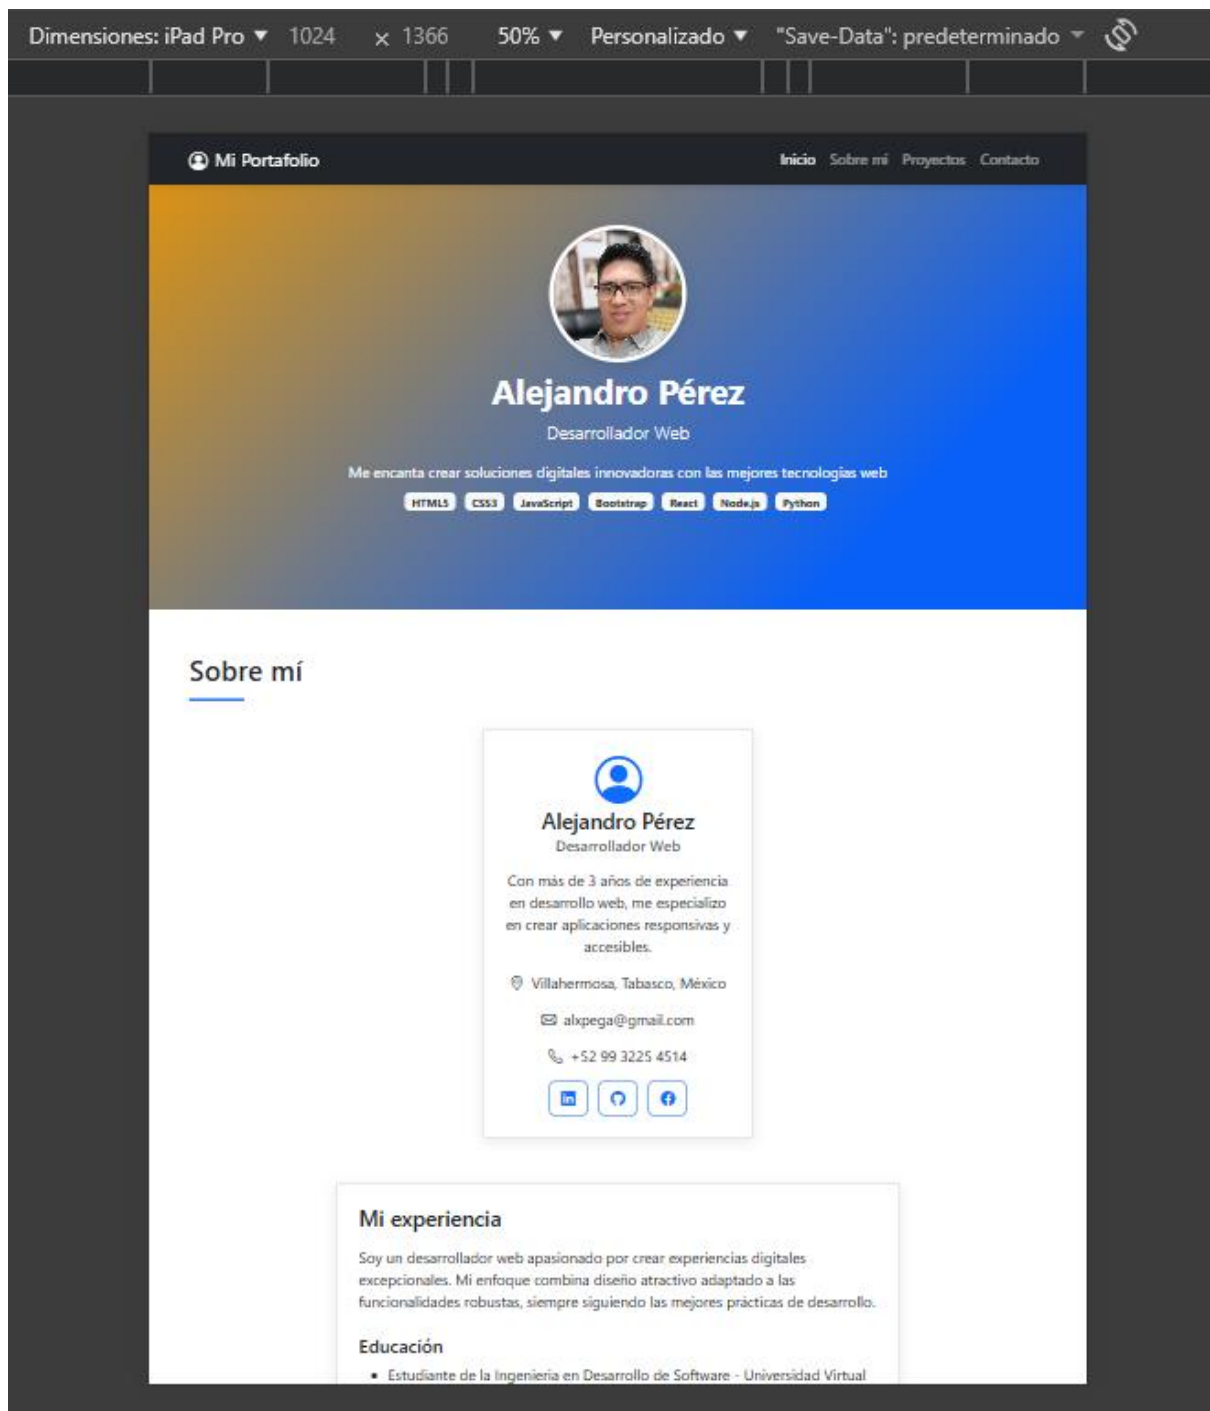 Dimensiones: iPad Pro ▼ 1024 × 1366 50% ▼ Personalizado ▼ "Save-Data": predeterminado
Mi Portafolio Inicio Sobre mí Proyectos Contacto
Alejandro Pérez
Desarrollador Web
Me encanta crear soluciones digitales innovadoras con las mejores tecnologías web
HTML5 CSS3 JavaScript Bootstrap React Node.js Python
Sobre mí
Alejandro Pérez
Desarrollador Web
Con más de 3 años de experiencia
en desarrollo web, me especializo
en crear aplicaciones responsivas y
accesibles.
Villahermosa, Tabasco, México
alxpega@gmail.com
+52 99 3225 4514
Mi experiencia
Soy un desarrollador web apasionado por crear experiencias digitales
excepcionales. Mi enfoque combina diseño atractivo adaptado a las
funcionalidades robustas, siempre siguiendo las mejores prácticas de desarrollo.
Educación
• Estudiante de la Ingenieria en Desarrollo de Software - Universidad Virtual